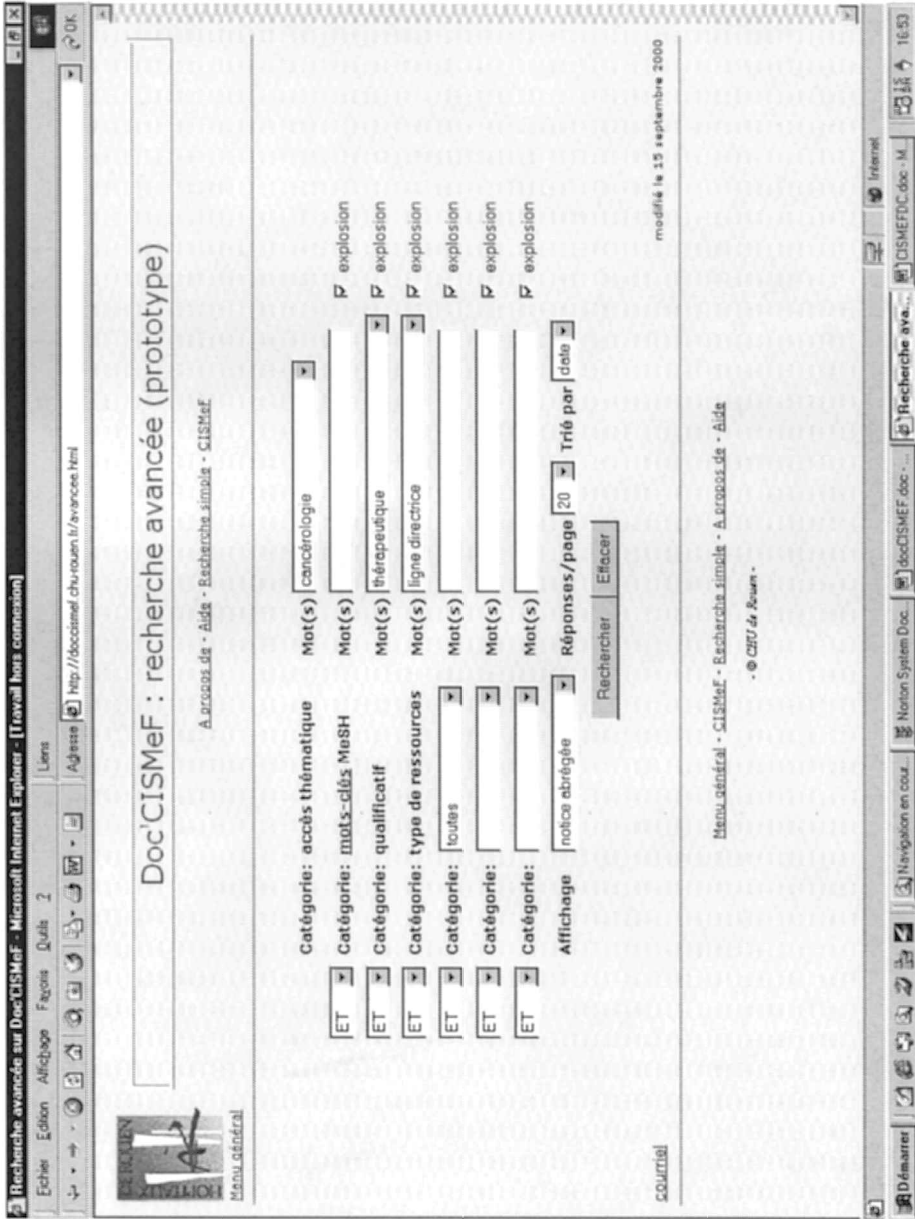 Recherche avancée sur Doc'CISMeF - Microsoft Internet Explorer - [Travail hors connexion]
Fichier Edition Affichage Favoris Outils ?
Liens
Adresse http://doccismef.chu-rouen.fr/avancee.html OK
HOPITAUX DE ROUEN
Menu général
Doc'CISMeF : recherche avancée (prototype)
A propos de - Aide - Recherche simple - CISMeF
Catégorie: accès thématique Mot(s) cancérologie
ET Catégorie: mots-clés MeSH Mot(s) explosion
ET Catégorie: qualificatif Mot(s) thérapeutique explosion
ET Catégorie: type de ressources Mot(s) ligne directrice explosion
ET Catégorie: toutes Mot(s) explosion
ET Catégorie: Mot(s) explosion
ET Catégorie: Mot(s) explosion
Affichage notice abrégée Réponses/page 20 Trié par date
Rechercher Effacer
courriel
modifiée 15 septembre 2000
Menu général - CISMeF - Recherche simple - A propos de - Aide
© CHU de Rouen -
Internet
Démarrer
Navigation en cour...
Norton System Doc...
docCISMEF.doc - ...
Recherche ava...
CISMEFDC.doc - M...
16:53